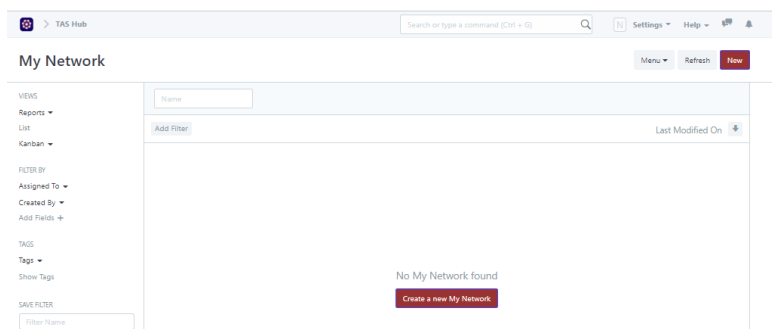 TAS Hub
Search or type a command (Ctrl + G)
N Settings Help
My Network
Menu Refresh New
VIEWS
Reports
List
Kanban
FILTER BY
Assigned To
Created By
Add Fields +
TAGS
Tags
Show Tags
SAVE FILTER
Filter Name
Name
Add Filter
Last Modified On
No My Network found
Create a new My Network